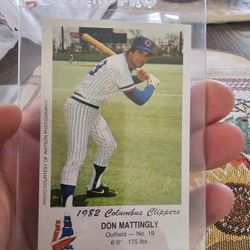 PHOTO COURTESY OF WATSON PHOTOGRAPHY
1982 Columbus Clippers
DON MATTINGLY
Outfield — No. 19
6'0" 175 lbs.